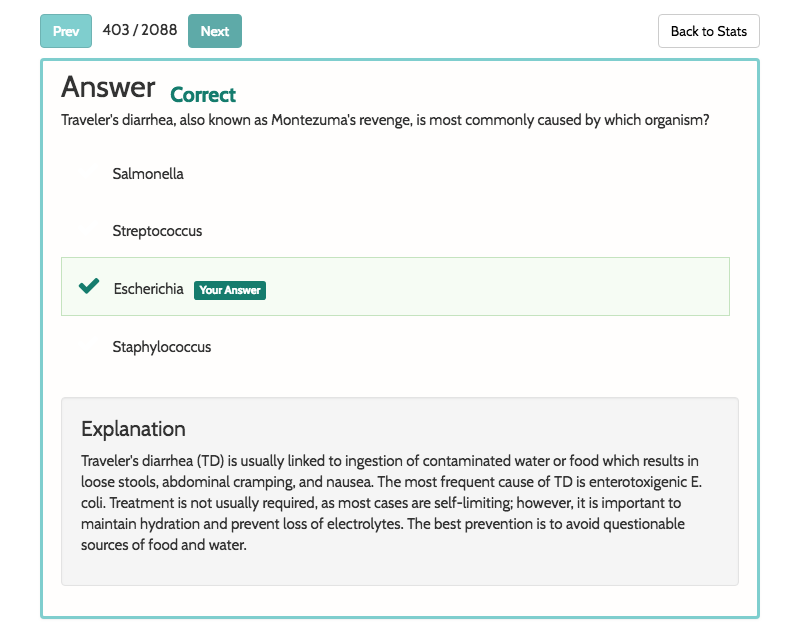 Prev 403 / 2088 Next Back to Stats
Answer Correct
Traveler's diarrhea, also known as Montezuma's revenge, is most commonly caused by which organism?
Salmonella
Streptococcus
Escherichia Your Answer
Staphylococcus
Explanation
Traveler's diarrhea (TD) is usually linked to ingestion of contaminated water or food which results in
loose stools, abdominal cramping, and nausea. The most frequent cause of TD is enterotoxigenic E.
coli. Treatment is not usually required, as most cases are self-limiting; however, it is important to
maintain hydration and prevent loss of electrolytes. The best prevention is to avoid questionable
sources of food and water.